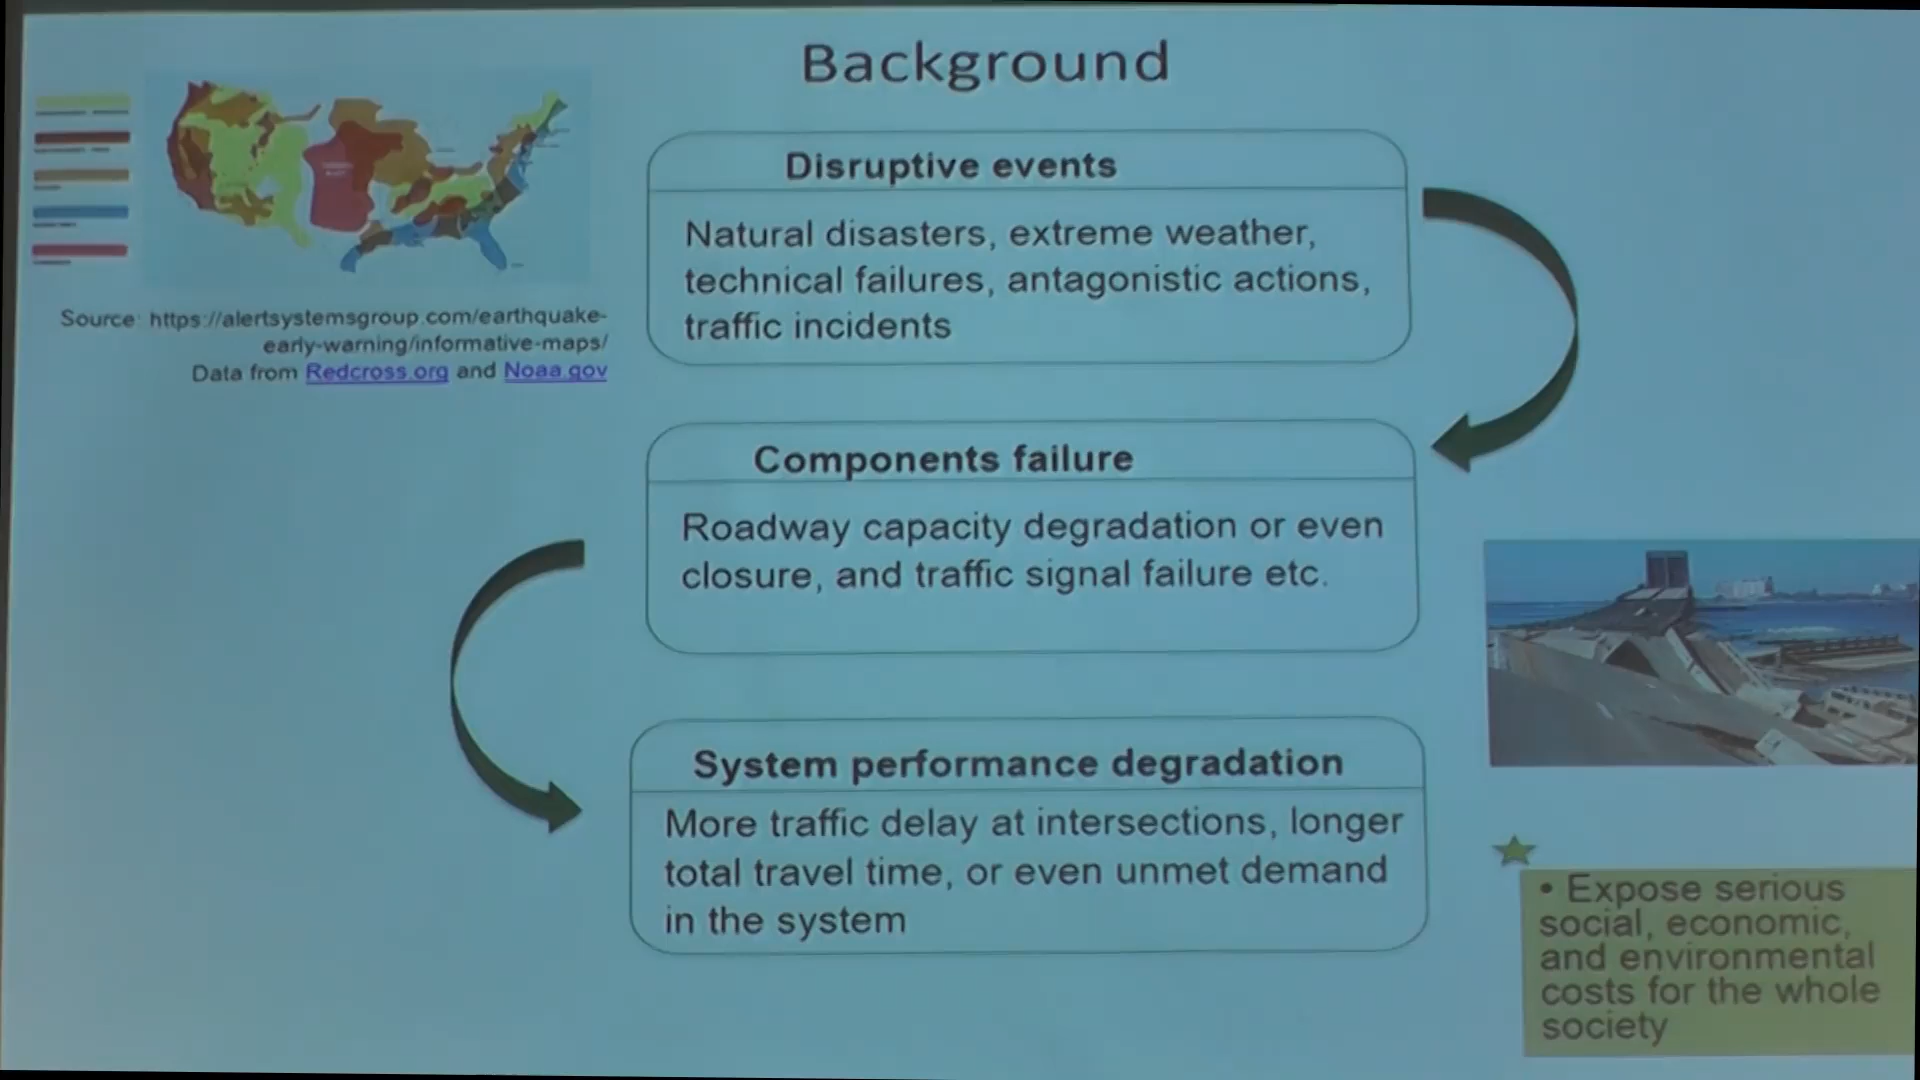 Background
Source: https://alertsystemsgroup.com/earthquake-
early-warning/informative-maps/
Data from Redcross.org and Noaa.gov
Disruptive events
Natural disasters, extreme weather,
technical failures, antagonistic actions,
traffic incidents
Components failure
Roadway capacity degradation or even
closure, and traffic signal failure etc.
System performance degradation
More traffic delay at intersections, longer
total travel time, or even unmet demand
in the system
• Expose serious
social, economic,
and environmental
costs for the whole
society